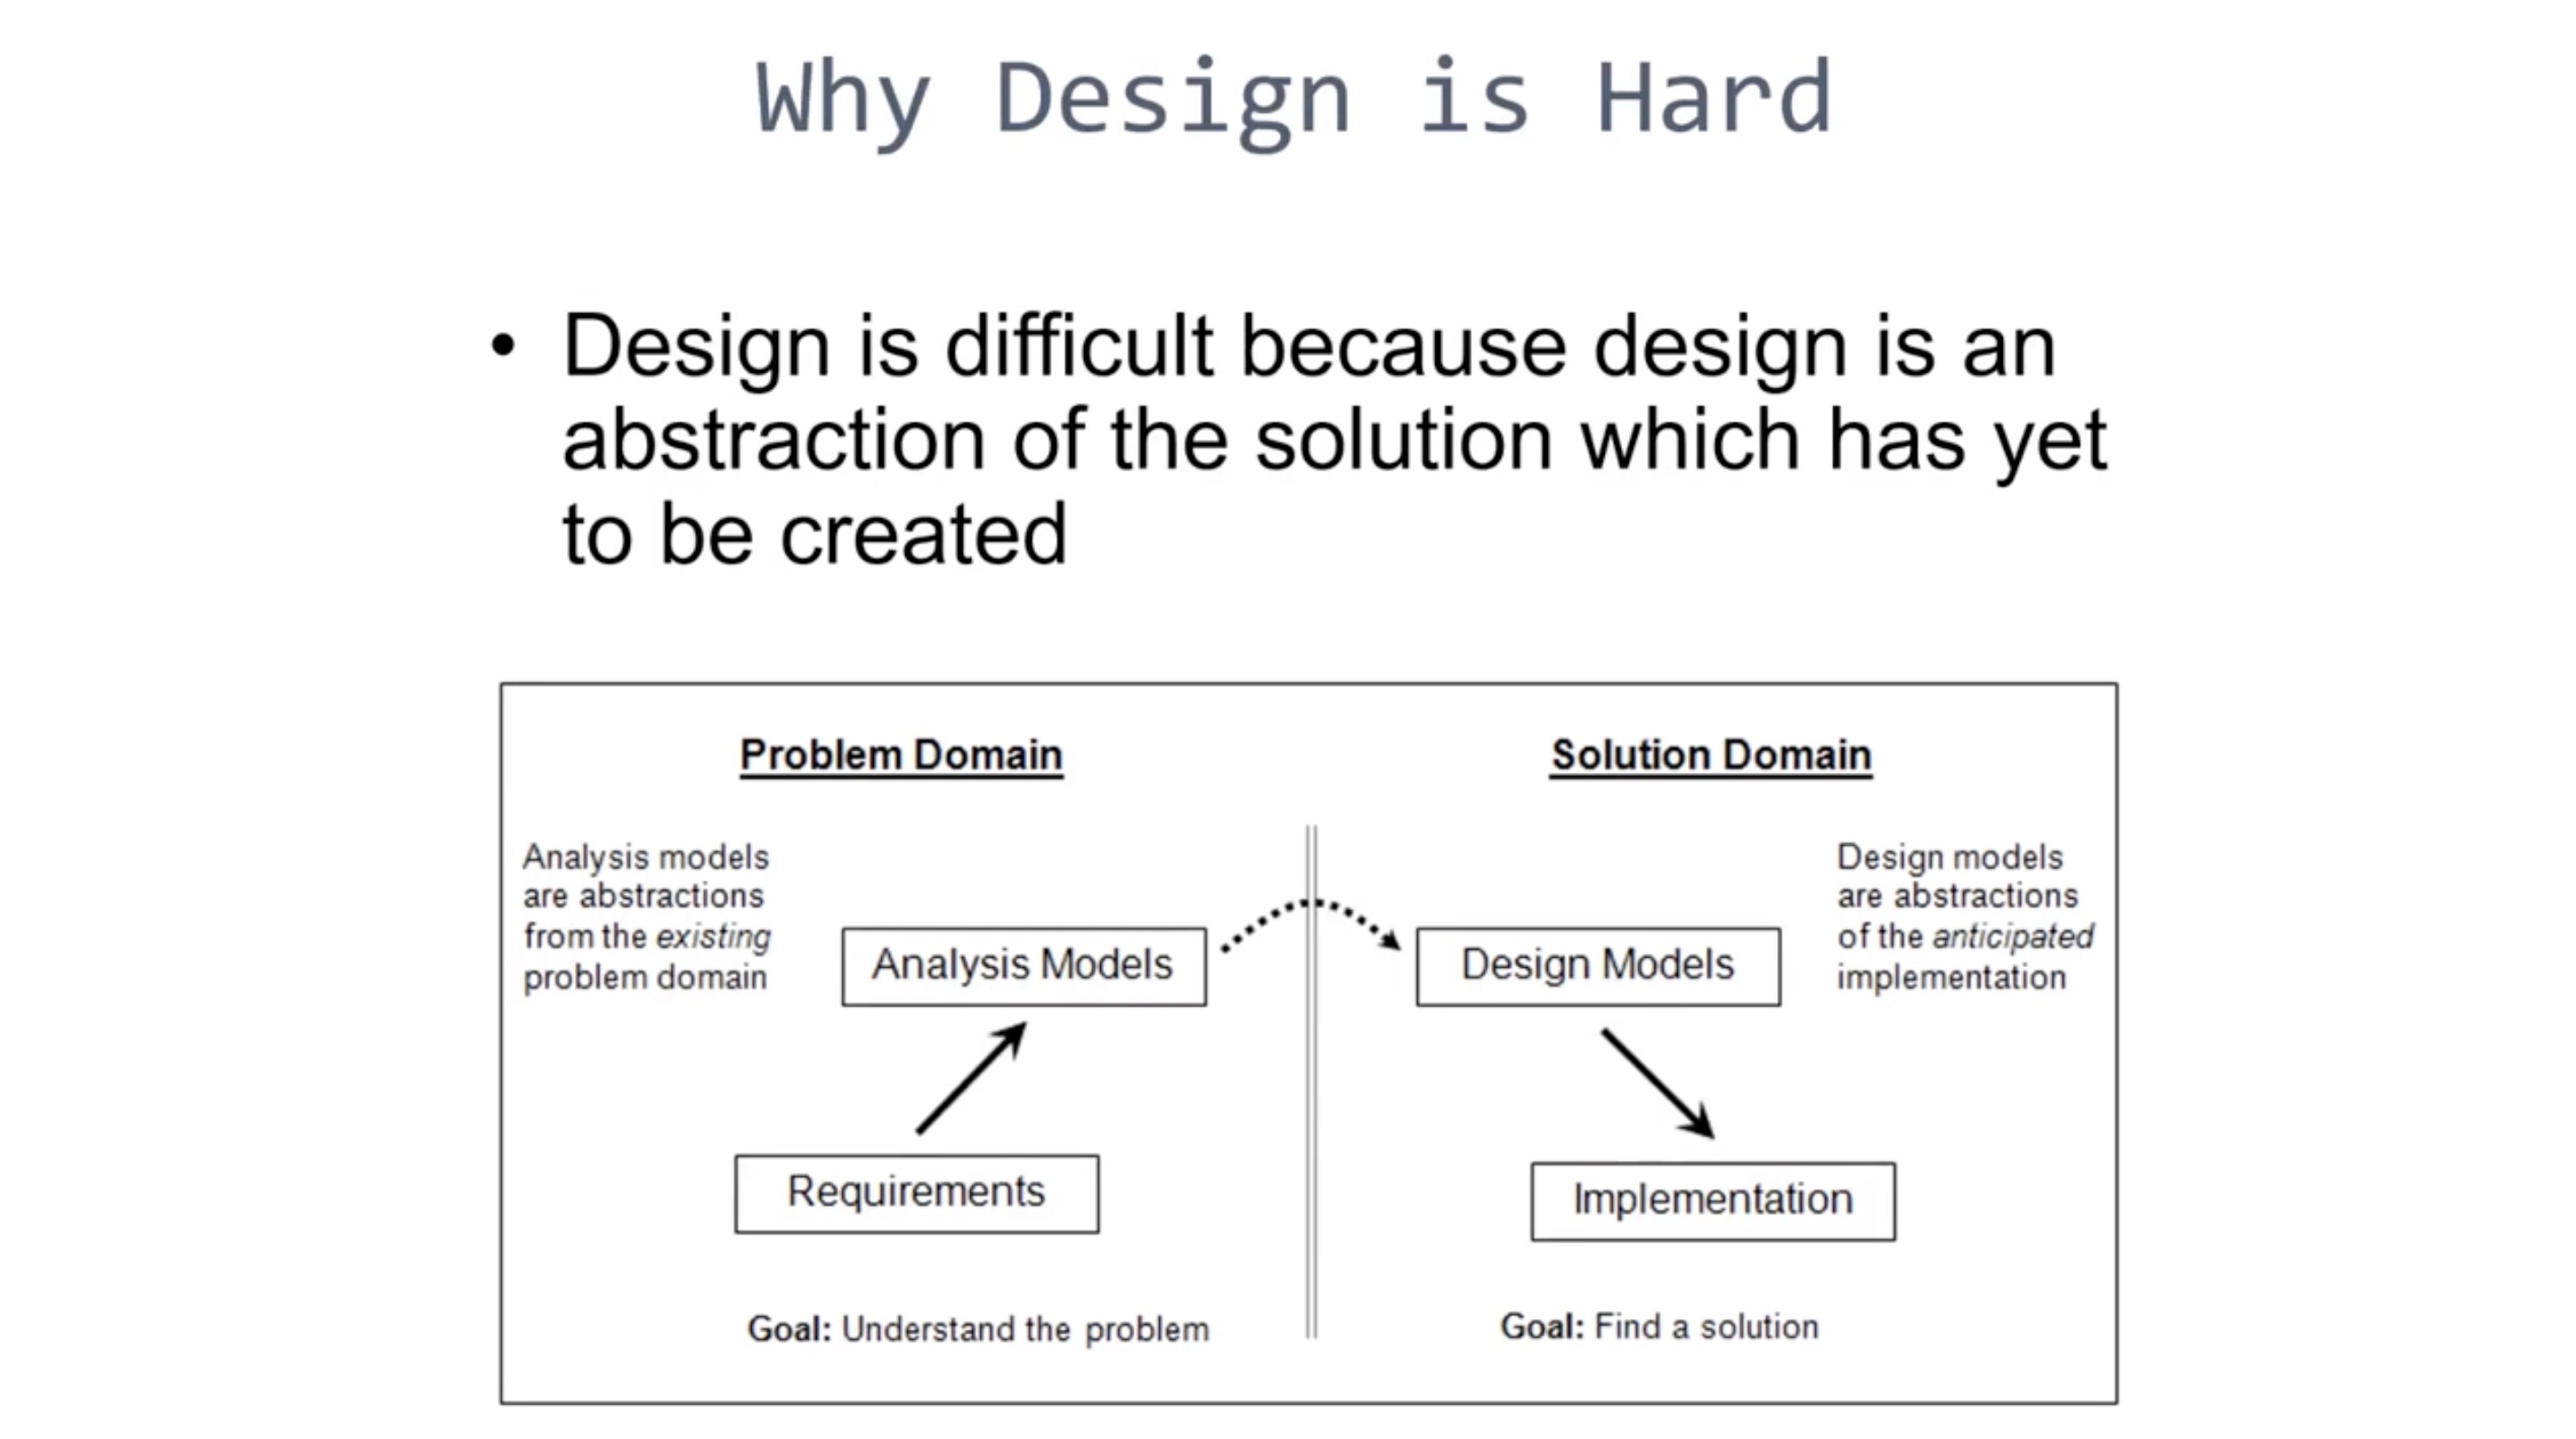 Why Design is Hard
• Design is difficult because design is an
abstraction of the solution which has yet
to be created
Problem Domain
Analysis models
are abstractions
from the existing
problem domain
Analysis Models
Requirements
Goal: Understand the problem
Solution Domain
Design models
are abstractions
of the anticipated
implementation
Design Models
Implementation
Goal: Find a solution